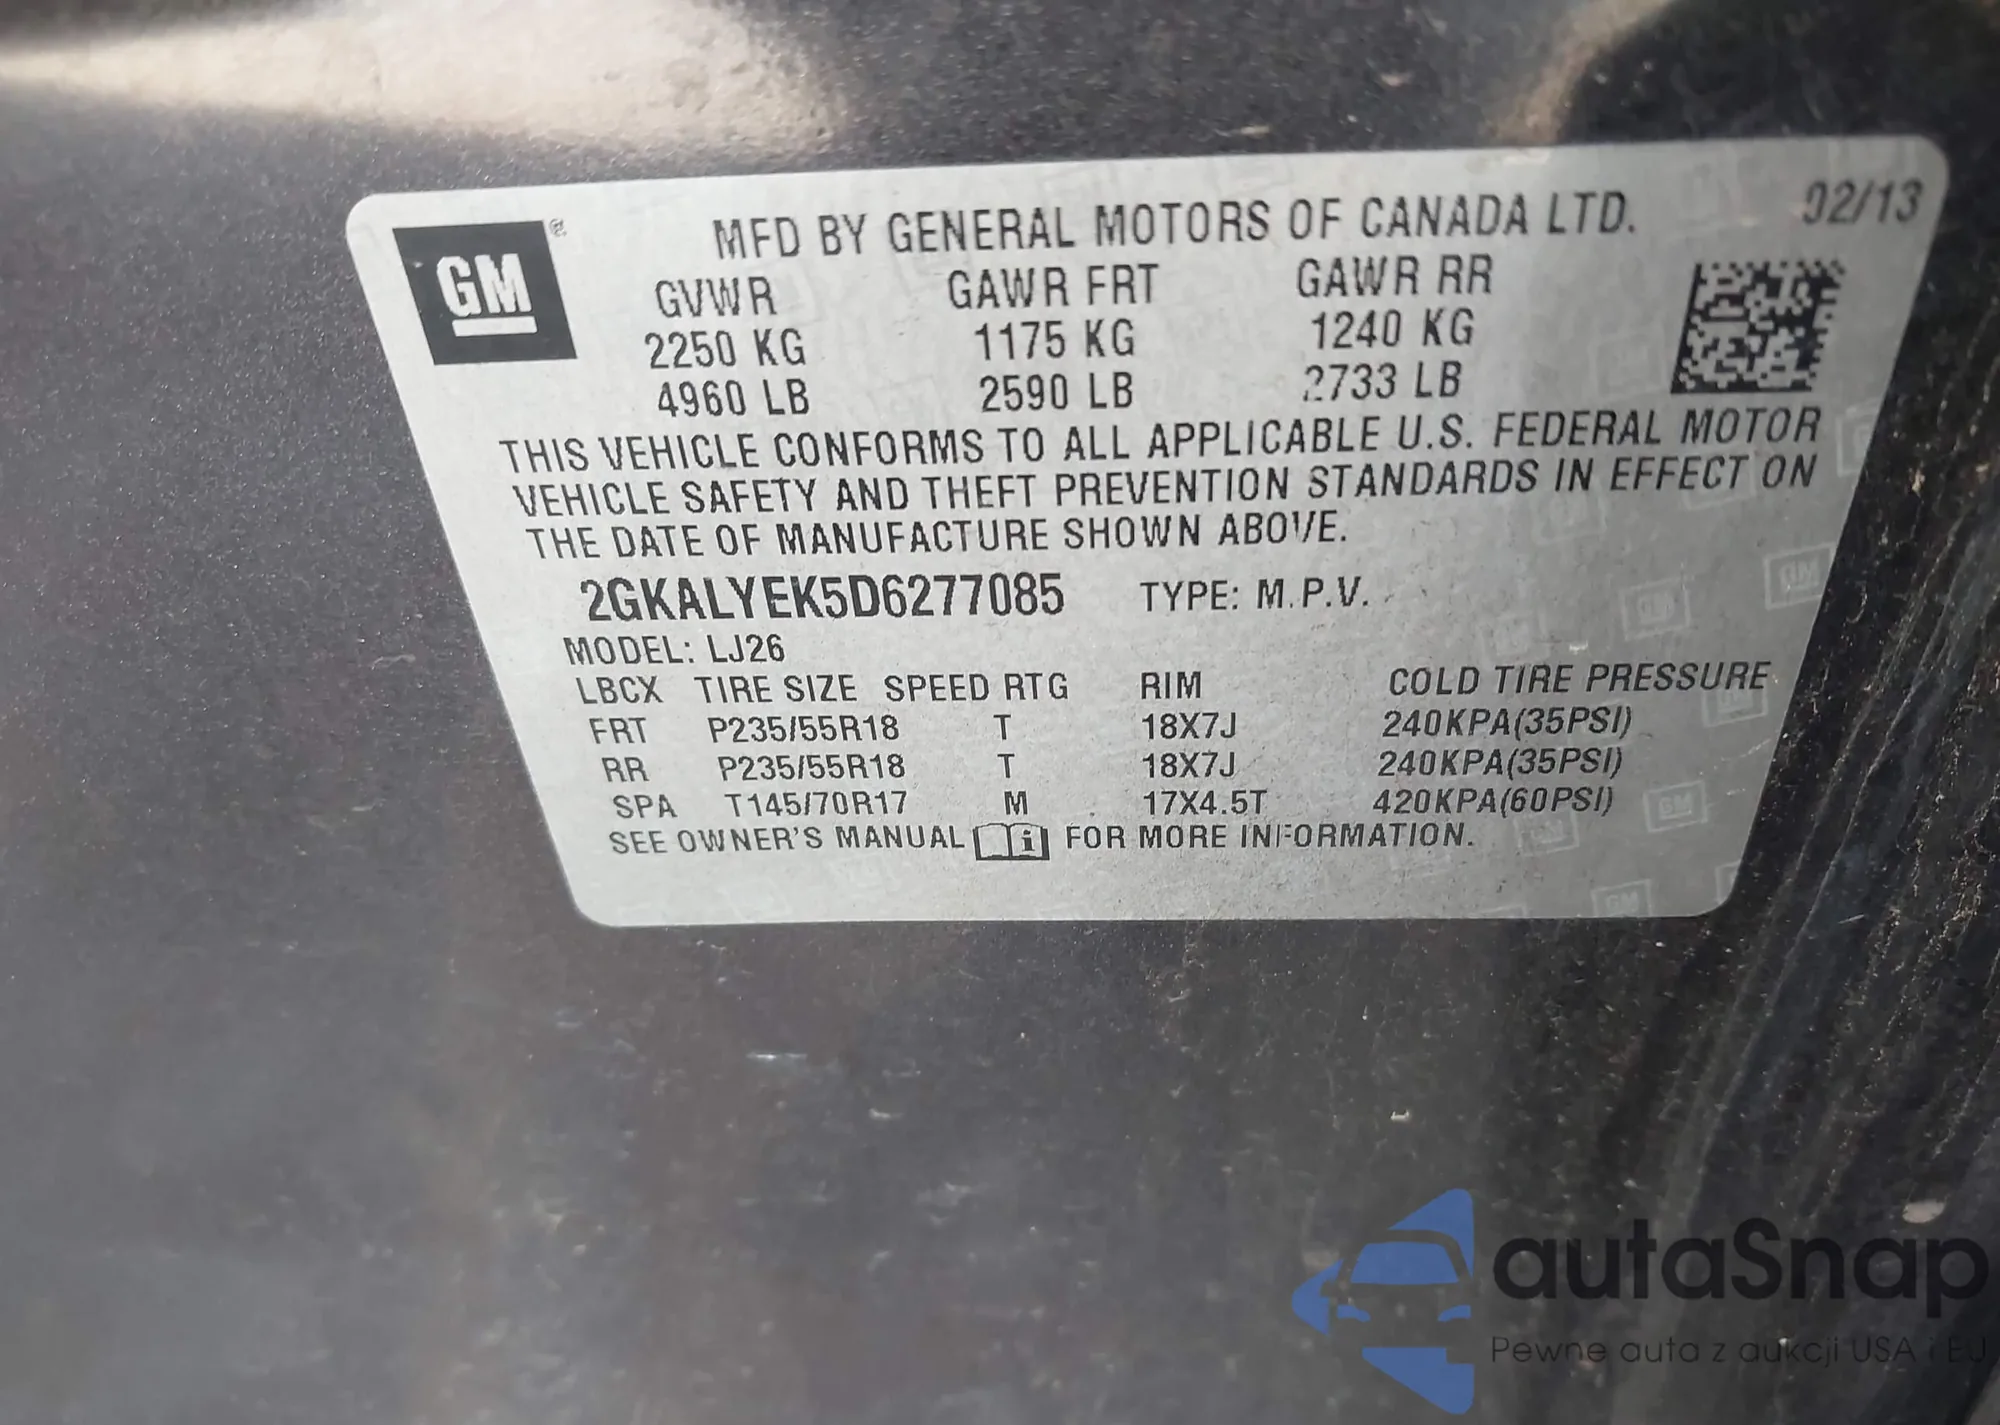 GM ®
MFD BY GENERAL MOTORS OF CANADA LTD. 02/13
GVWR GAWR FRT GAWR RR
2250 KG 1175 KG 1240 KG
4960 LB 2590 LB 2733 LB
THIS VEHICLE CONFORMS TO ALL APPLICABLE U.S. FEDERAL MOTOR
VEHICLE SAFETY AND THEFT PREVENTION STANDARDS IN EFFECT ON
THE DATE OF MANUFACTURE SHOWN ABOVE.
2GKALYEK5D6277085 TYPE: M.P.V.
MODEL: LJ26
LBCX TIRE SIZE SPEED RTG RIM COLD TIRE PRESSURE
FRT P235/55R18 T 18X7J 240KPA(35PSI)
RR P235/55R18 T 18X7J 240KPA(35PSI)
SPA T145/70R17 M 17X4.5T 420KPA(60PSI)
SEE OWNER'S MANUAL i FOR MORE INFORMATION.
autaSnap
Pewne auta z aukcji USA i EU